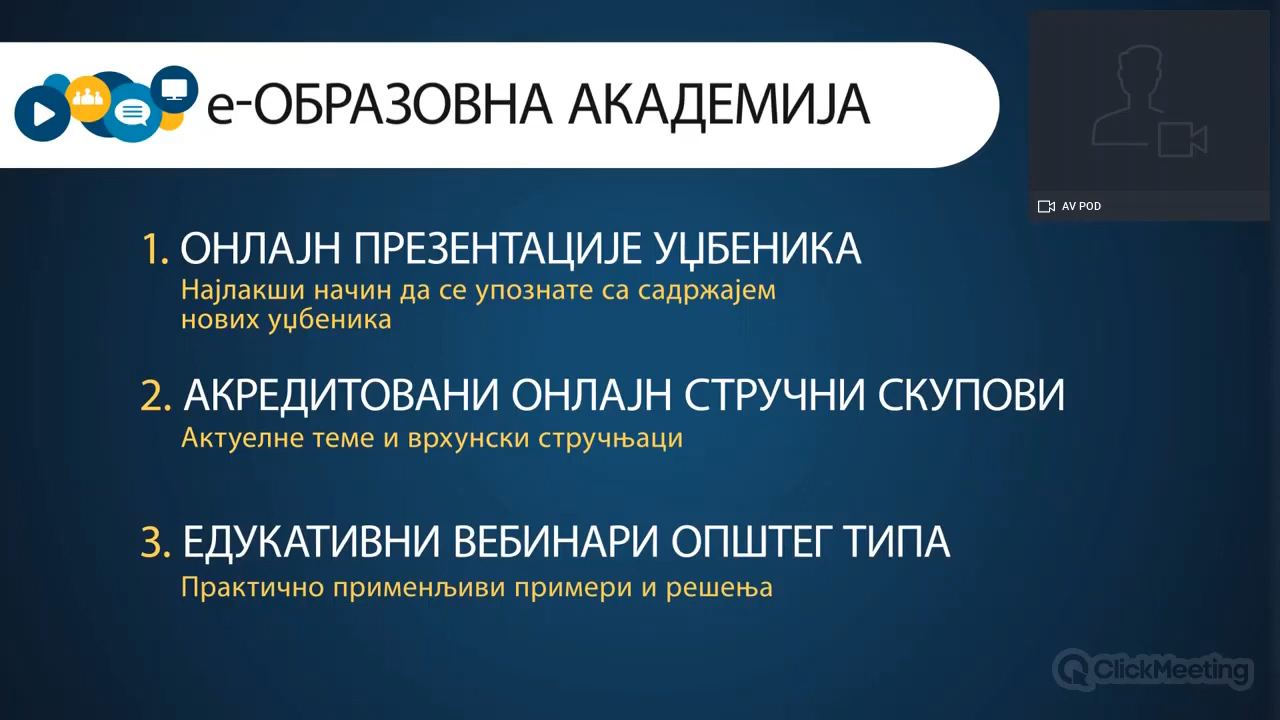 е-ОБРАЗОВНА АКАДЕМИЈА
AV POD
1. ОНЛАЈН ПРЕЗЕНТАЦИЈЕ УЏБЕНИКА
Најлакши начин да се упознате са садржајем
нових уџбеника
2. АКРЕДИТОВАНИ ОНЛАЈН СТРУЧНИ СКУПОВИ
Актуелне теме и врхунски стручњаци
3. ЕДУКАТИВНИ ВЕБИНАРИ ОПШТЕГ ТИПА
Практично применљиви примери и решења
ClickMeeting